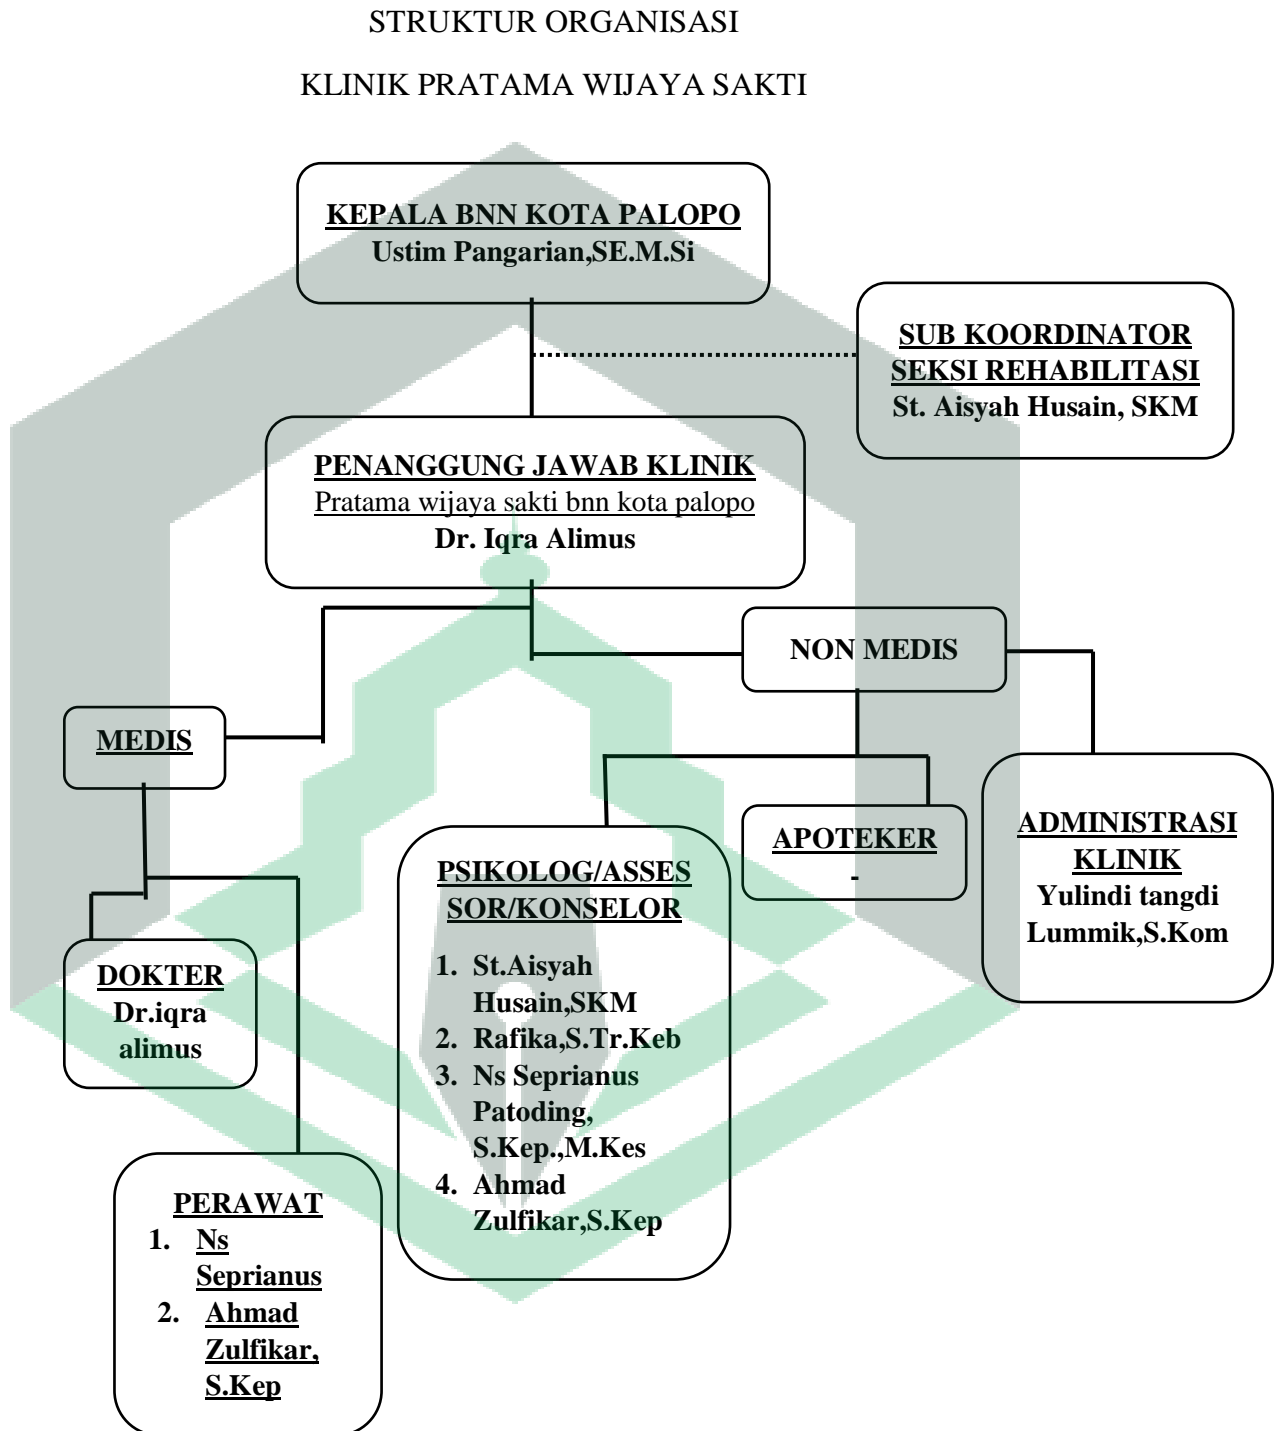 STRUKTUR ORGANISASI
KLINIK PRATAMA WIJAYA SAKTI
KEPALA BNN KOTA PALOPO
Ustim Pangarian,SE.M.Si
SUB KOORDINATOR
SEKSI REHABILITASI
St. Aisyah Husain, SKM
PENANGGUNG JAWAB KLINIK
Pratama wijaya sakti bnn kota palopo
Dr. Iqra Alimus
NON MEDIS
MEDIS
PSIKOLOG/ASSES
SOR/KONSELOR
1. St.Aisyah
Husain,SKM
2. Rafika,S.Tr.Keb
3. Ns Seprianus
Patoding,
S.Kep.,M.Kes
4. Ahmad
Zulfikar,S.Kep
APOTEKER
-
ADMINISTRASI
KLINIK
Yulindi tangdi
Lummik,S.Kom
DOKTER
Dr.iqra
alimus
PERAWAT
1. Ns
Seprianus
2. Ahmad
Zulfikar,
S.Kep